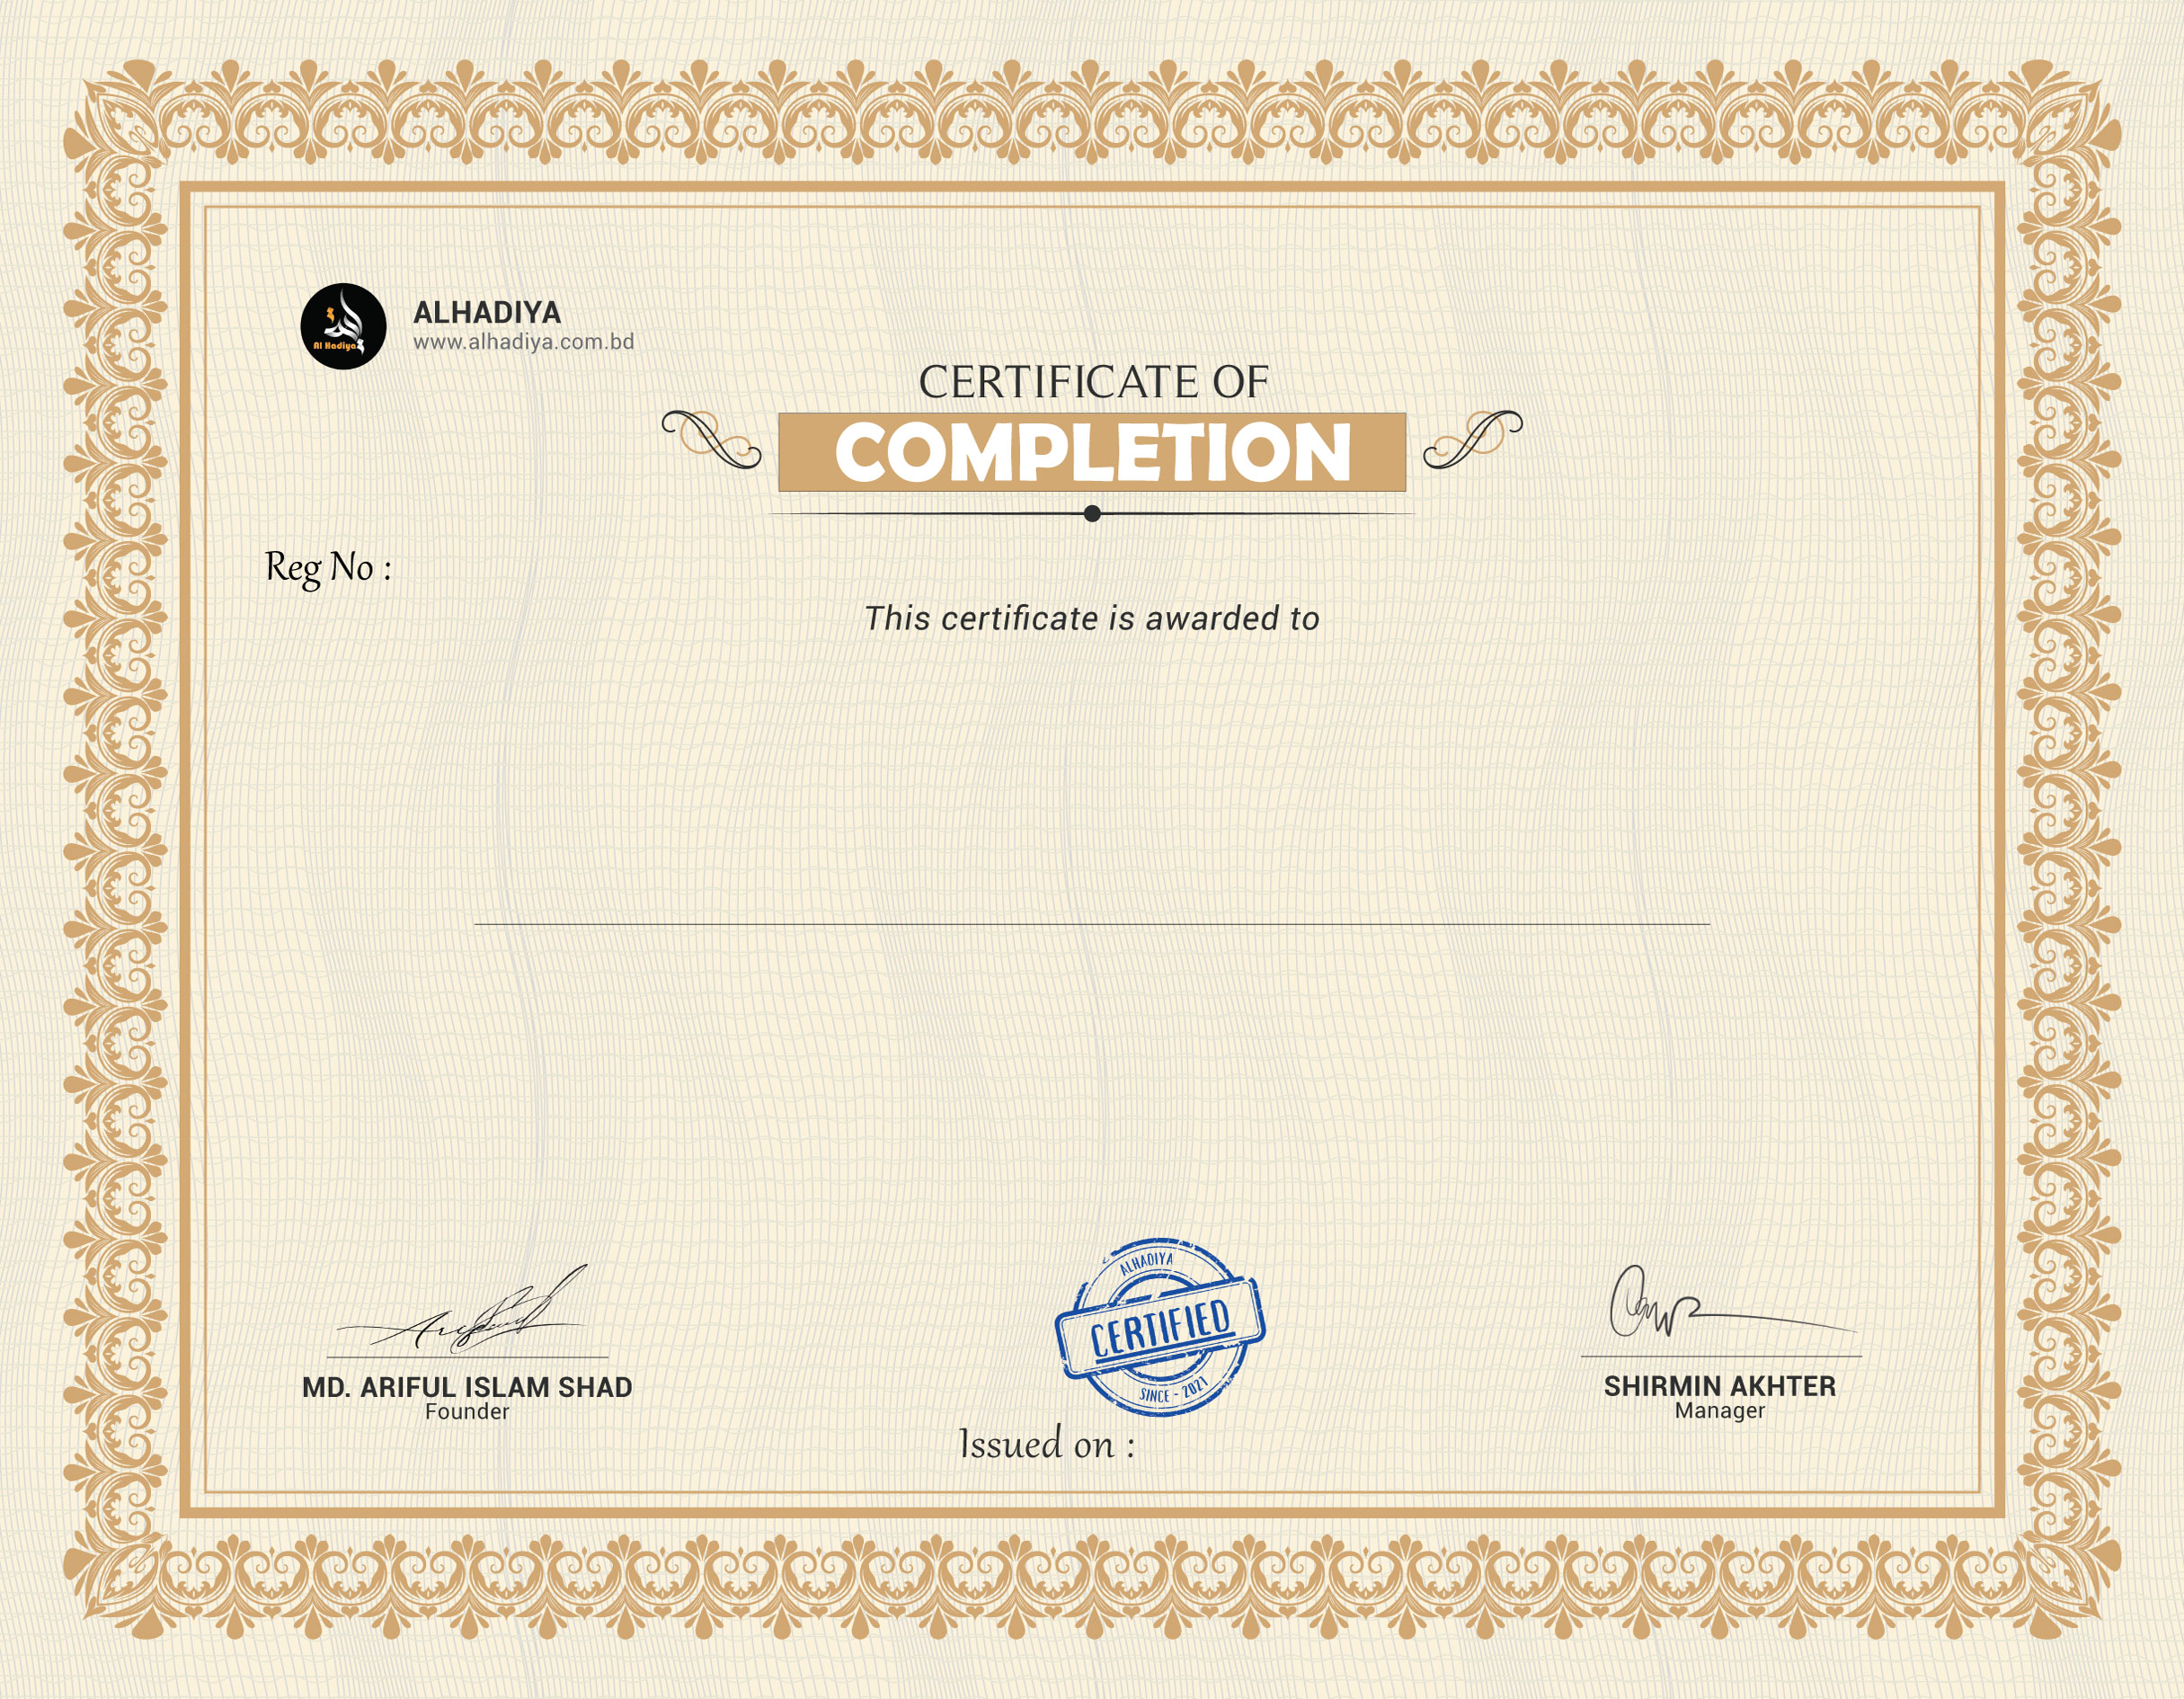 Al Hadiya
ALHADIYA
www.alhadiya.com.bd
CERTIFICATE OF
COMPLETION
Reg No :
This certificate is awarded to
ALHADIYA
CERTIFIED
SINCE - 2021
MD. ARIFUL ISLAM SHAD
Founder
SHIRMIN AKHTER
Manager
Issued on :